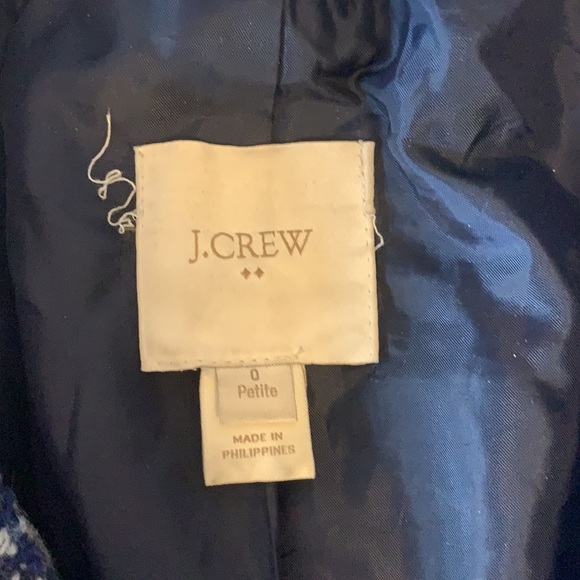 J.CREW
0
Petite
MADE IN
PHILIPPINES